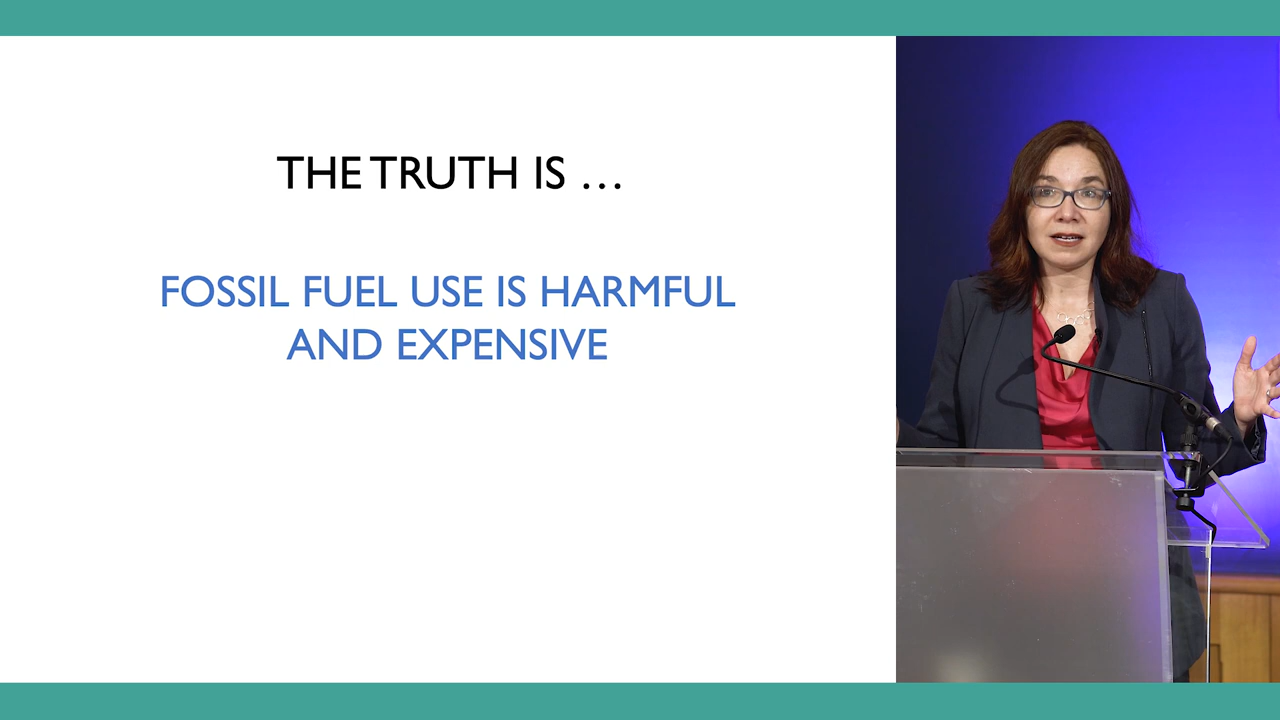 THE TRUTH IS …
FOSSIL FUEL USE IS HARMFUL
AND EXPENSIVE